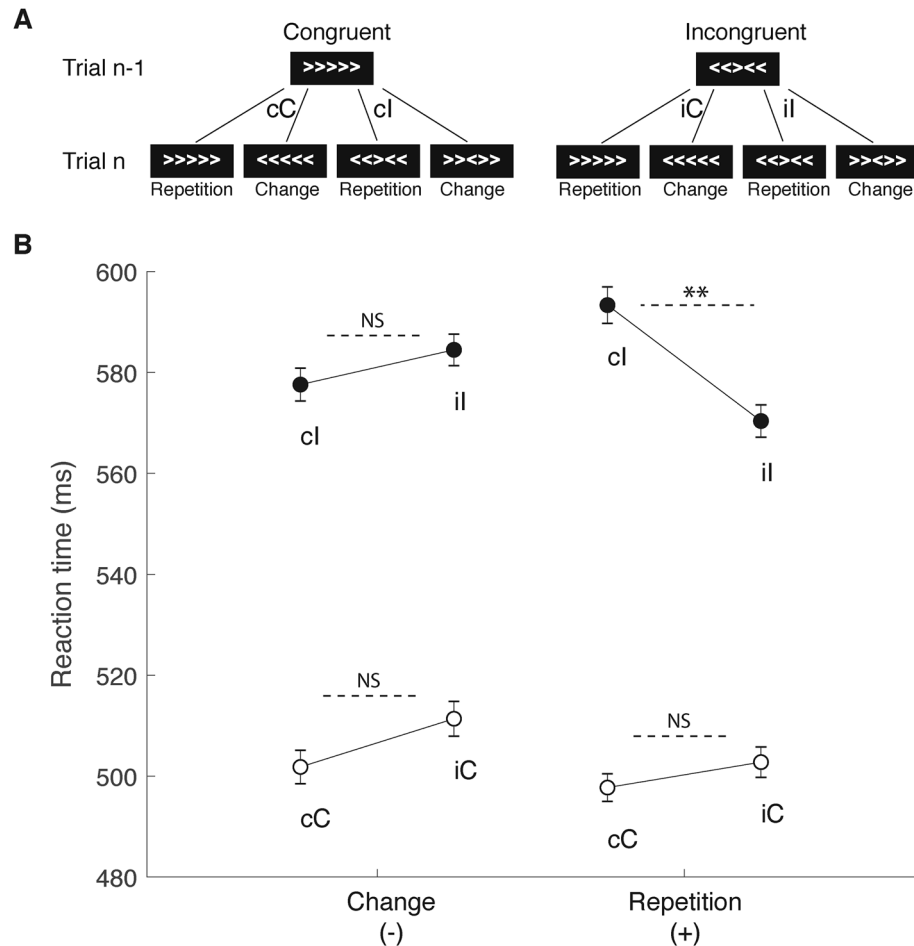 A
Congruent Incongruent
Trial n-1 >>>>> <<><<
cC cI iC iI
Trial n >>>>> <<<<< <<><< >><>> >>>>> <<<<< <<><< >><>>
Repetition Change Repetition Change Repetition Change Repetition Change
B
Reaction time (ms)
600
580
560
540
520
500
480
NS
cI
iI
**
cI
iI
NS
cC
iC
NS
cC
iC
Change
(-)
Repetition
(+)